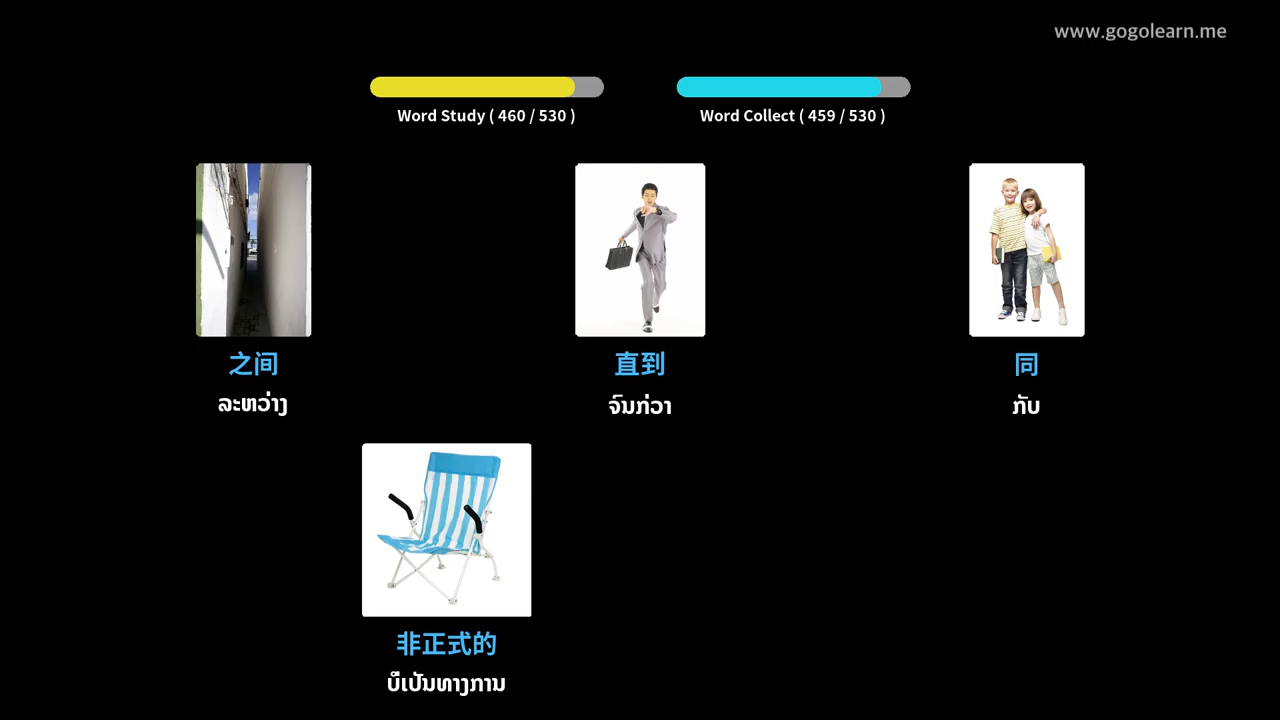 www.gogolearn.me
Word Study ( 460 / 530 )
Word Collect ( 459 / 530 )
之间
ລະຫວ່າງ
直到
ຈົນກ່ວາ
同
ກັບ
非正式的
ບໍ່ເປັນທາງການ